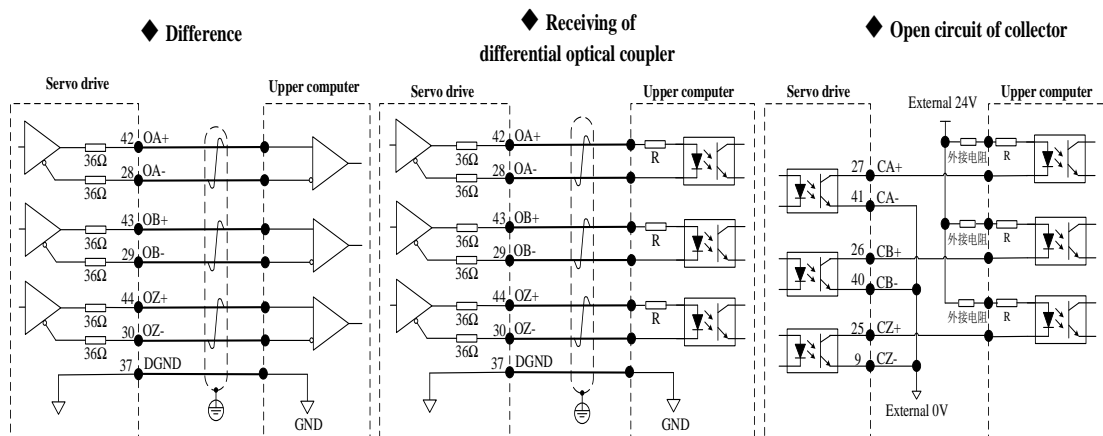 ◆ Difference
Servo drive
Upper computer
42 OA+
36Ω
28 OA-
36Ω
43 OB+
36Ω
29 OB-
36Ω
44 OZ+
36Ω
30 OZ-
36Ω
37 DGND
GND
◆ Receiving of
differential optical coupler
Servo drive
Upper computer
42 OA+
36Ω
R
28 OA-
36Ω
43 OB+
36Ω
R
29 OB-
36Ω
44 OZ+
36Ω
R
30 OZ-
36Ω
37 DGND
GND
◆ Open circuit of collector
Servo drive
External 24V
Upper computer
外接电阻 R
27 CA+
41 CA-
外接电阻 R
26 CB+
40 CB-
外接电阻 R
25 CZ+
9 CZ-
External 0V